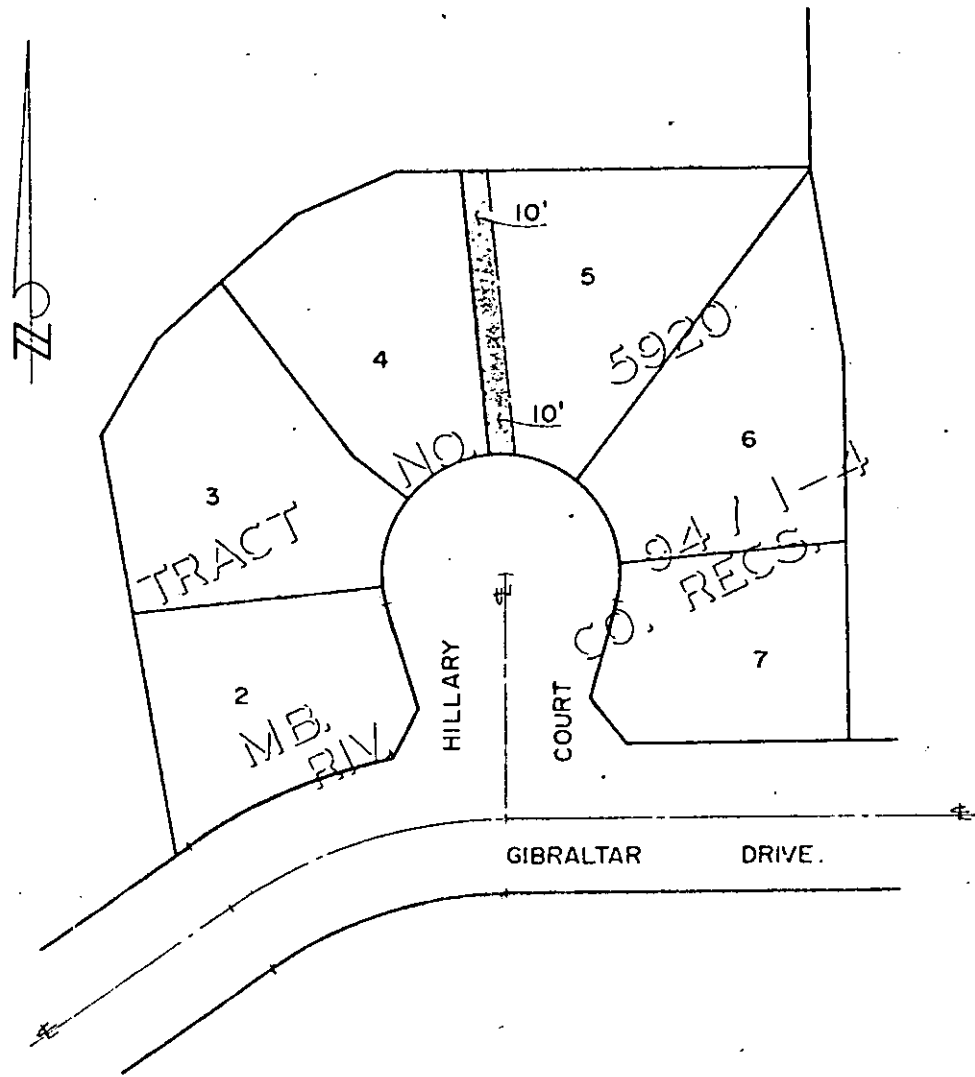 10'
5
4
5920
10'
NO.
6
3
TRACT
94 / 1-4
CO. RECS.
7
2
MB.
RIV.
HILLARY
COURT
GIBRALTAR DRIVE.
N